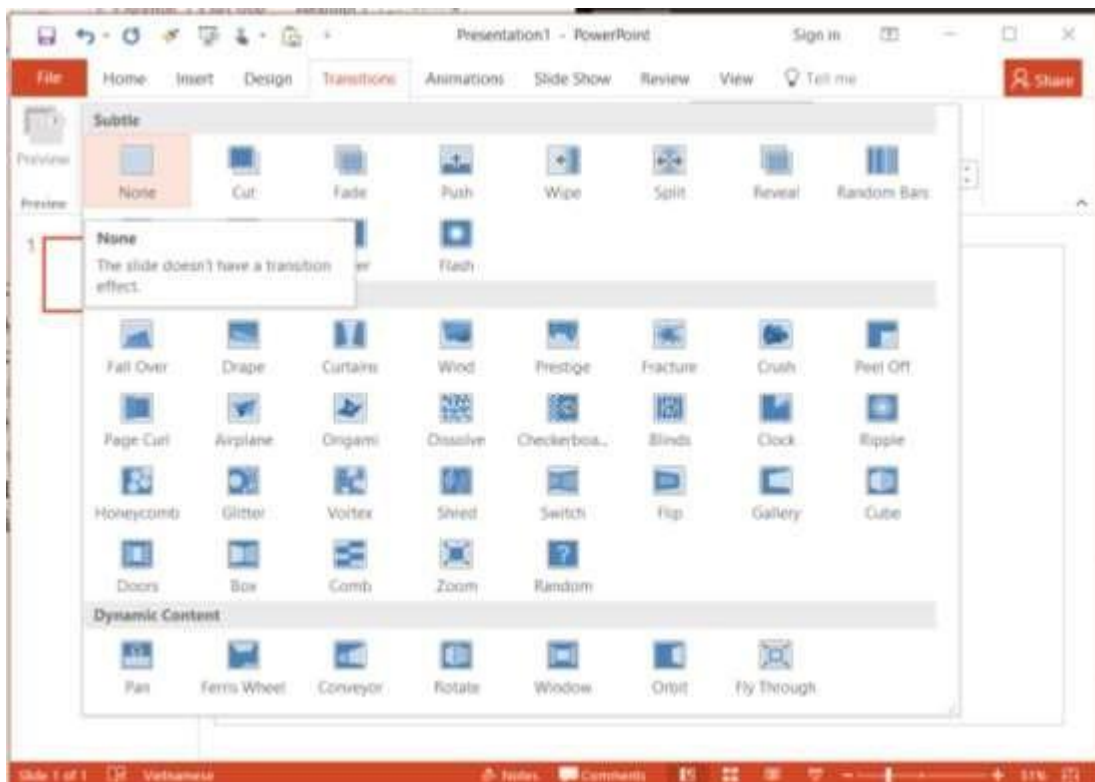 Presentation1 - PowerPoint Sign in
File Home Insert Design Transitions Animations Slide Show Review View Tell me Share
Preview
Preview
Subtle
None Cut Fade Push Wipe Split Reveal Random Bars
Flash
None
The slide doesn't have a transition
effect.
Fall Over Drape Curtains Wind Prestige Fracture Crush Peel Off
Page Curl Airplane Origami Dissolve Checkerboa... Blinds Clock Ripple
Honeycomb Glitter Vortex Shred Switch Flip Gallery Cube
Doors Box Comb Zoom Random
Dynamic Content
Pan Ferris Wheel Conveyor Rotate Window Orbit Fly Through
1
Slide 1 of 1 Vietnamese Notes Comments 51%